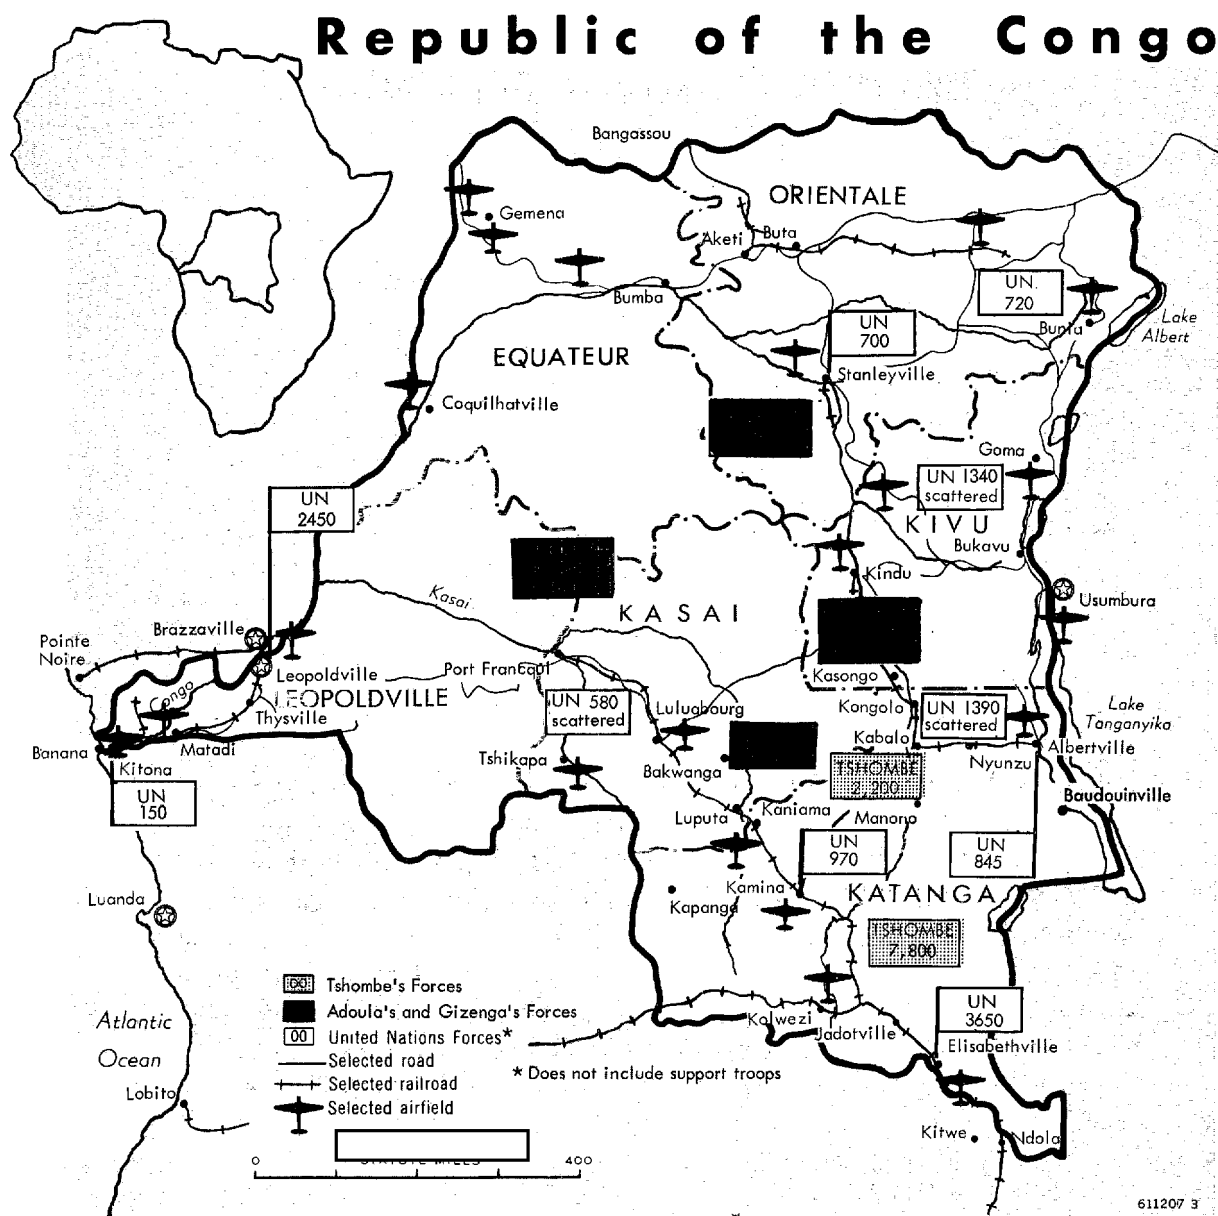 Republic of the Congo
Bangassou
ORIENTALE
Gemena
Aketi
Buta
Bumba
UN
720
Bunia
Lake
Albert
UN
700
EQUATEUR
Stanleyville
Coquilhatville
Goma
UN 1340
scattered
KIVU
Bukavu
UN
2450
Kindu
Kasai
KASAI
Usumbura
Brazzaville
Pointe
Noire
Leopoldville
Port Francqui
Kasongo
LEOPOLDVILLE
Congo
Thysville
UN 580
scattered
Luluabourg
Kongolo
UN 1390
scattered
Lake
Tanganyika
Banana
Matadi
Kitona
Kabalo
Albertville
Nyunzu
Tshikapa
Bakwanga
TSHOMBE
2,200
Baudouinville
UN
150
Luputa
Kaniama
Manono
UN
970
UN
845
Luanda
Kamina
KATANGA
Kapanga
TSHOMBE
7,800
00 Tshombe's Forces
Adoula's and Gizenga's Forces
00 United Nations Forces*
Selected road
Selected railroad
Selected airfield
* Does not include support troops
Atlantic
Ocean
Lobito
Kolwezi
Jadotville
UN
3650
Elisabethville
Kitwe
Ndola
STATUTE MILES
0 400
611207 3